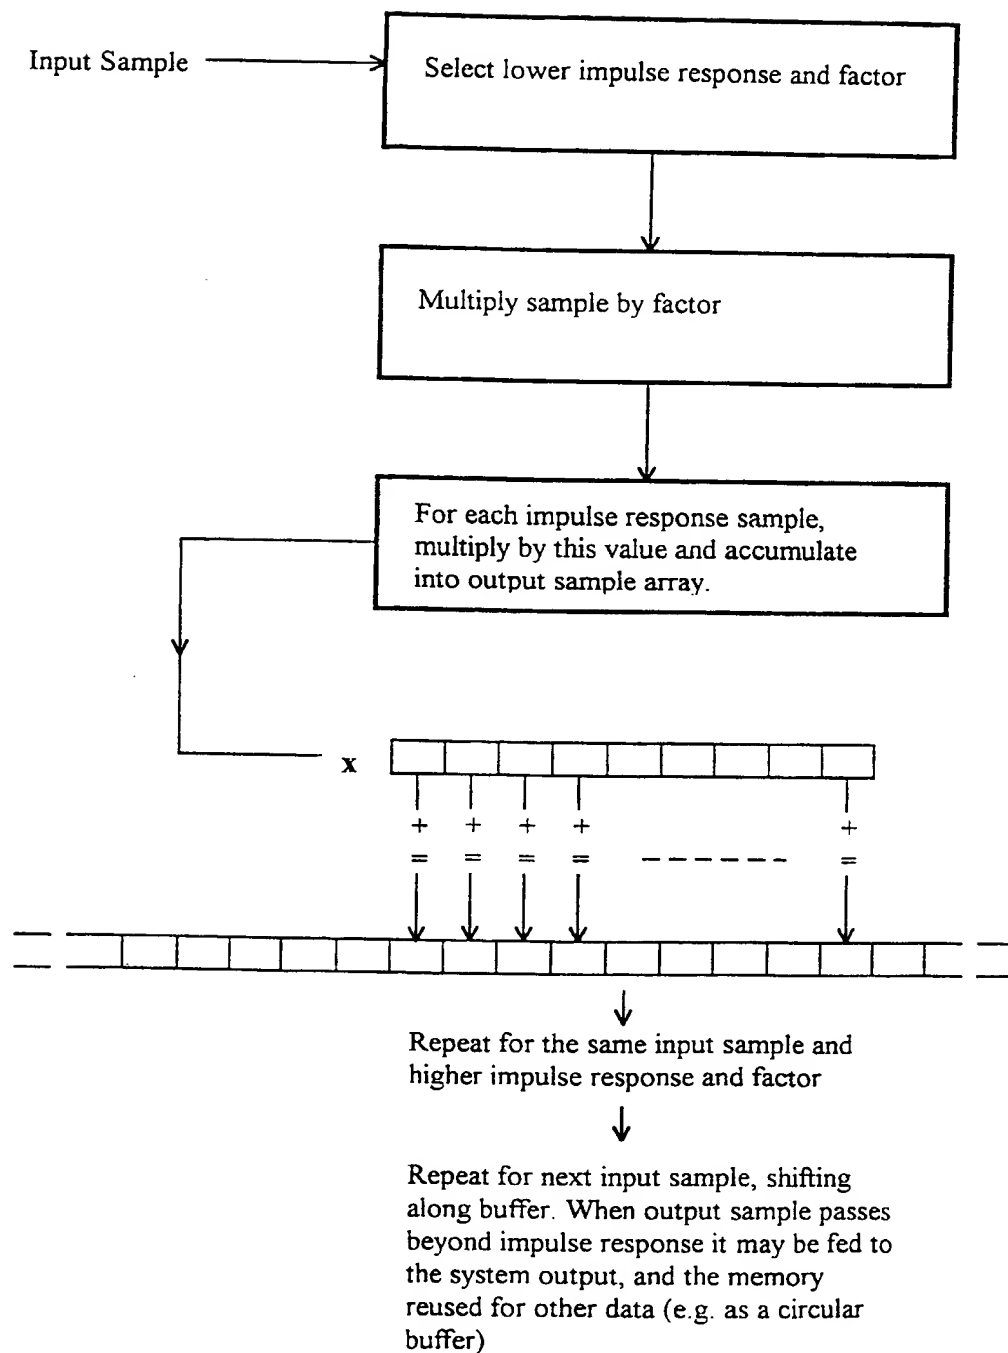 Input Sample
Select lower impulse response and factor
Multiply sample by factor
For each impulse response sample,
multiply by this value and accumulate
into output sample array.
x
+ + + + +
= = = = - - - - - - =
Repeat for the same input sample and
higher impulse response and factor
Repeat for next input sample, shifting
along buffer. When output sample passes
beyond impulse response it may be fed to
the system output, and the memory
reused for other data (e.g. as a circular
buffer)